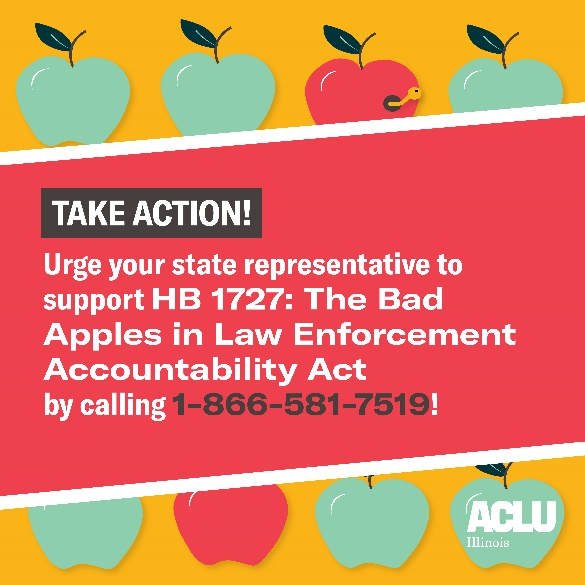 TAKE ACTION!
Urge your state representative to
support HB 1727: The Bad
Apples in Law Enforcement
Accountability Act
by calling 1-866-581-7519!
ACLU
Illinois